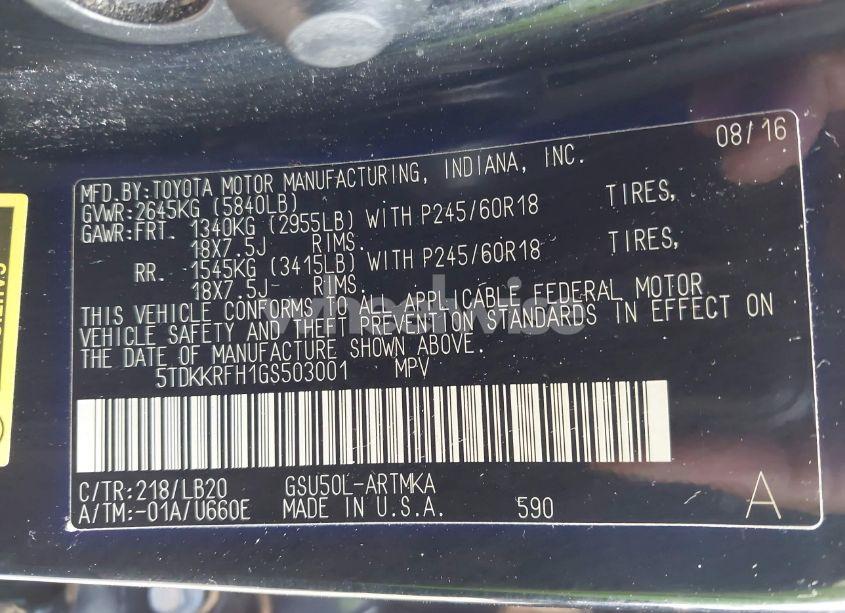 08/16
MFD.BY:TOYOTA MOTOR MANUFACTURING, INDIANA, INC.
GVWR:2645KG (5840LB)
GAWR:FRT. 1340KG (2955LB) WITH P245/60R18 TIRES,
18X7.5J RIMS.
RR. 1545KG (3415LB) WITH P245/60R18 TIRES,
18X7.5J RIMS.
THIS VEHICLE CONFORMS TO ALL APPLICABLE FEDERAL MOTOR
VEHICLE SAFETY AND THEFT PREVENTION STANDARDS IN EFFECT ON
THE DATE OF MANUFACTURE SHOWN ABOVE.
5TDKKRFH1GS503001 MPV
C/TR:218/LB20 GSU50L-ARTMKA
A/TM:-01A/U660E MADE IN U.S.A. 590 A